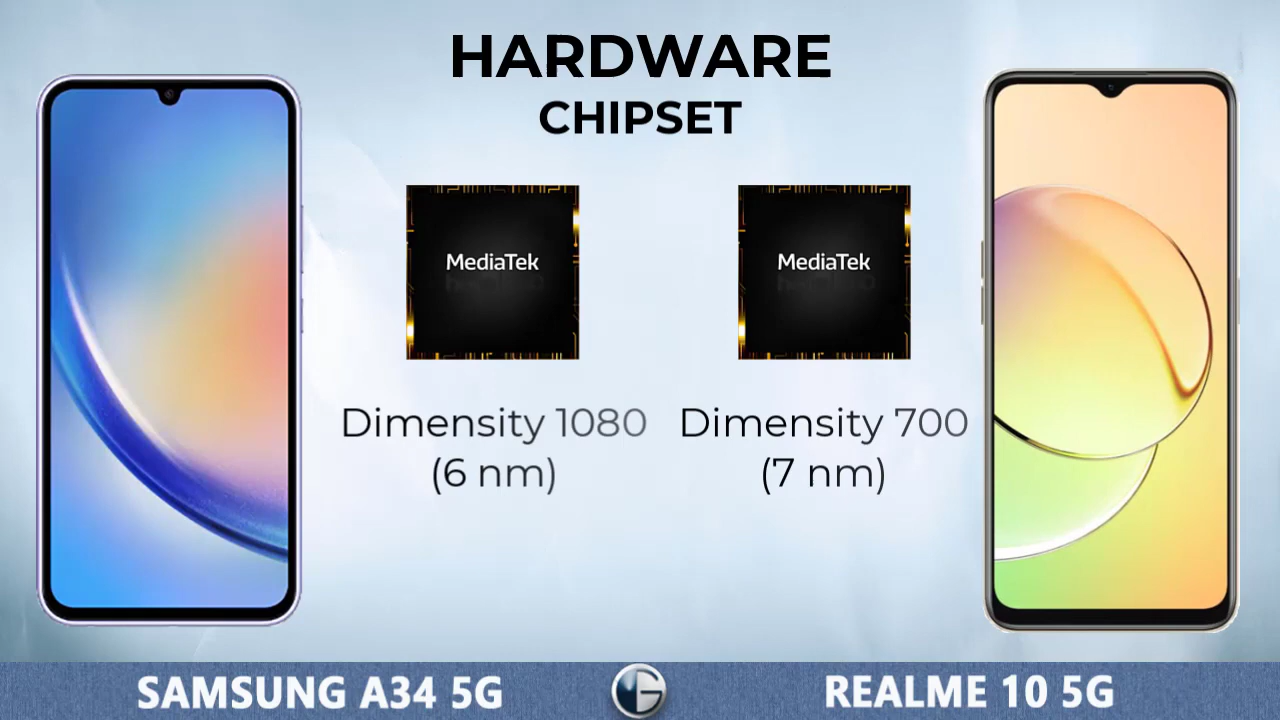 HARDWARE
CHIPSET
MediaTek
MediaTek
Dimensity 1080
(6 nm)
Dimensity 700
(7 nm)
SAMSUNG A34 5G
G
REALME 10 5G